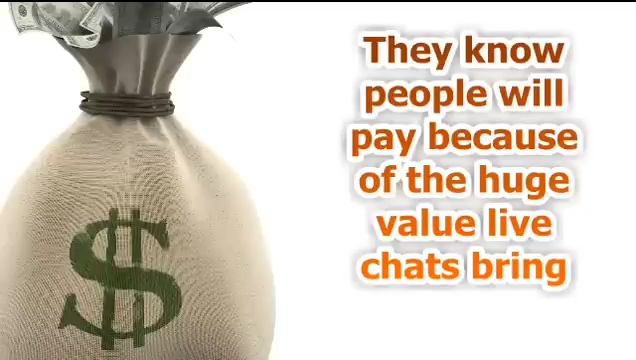 They know
people will
pay because
of the huge
value live
chats bring
$